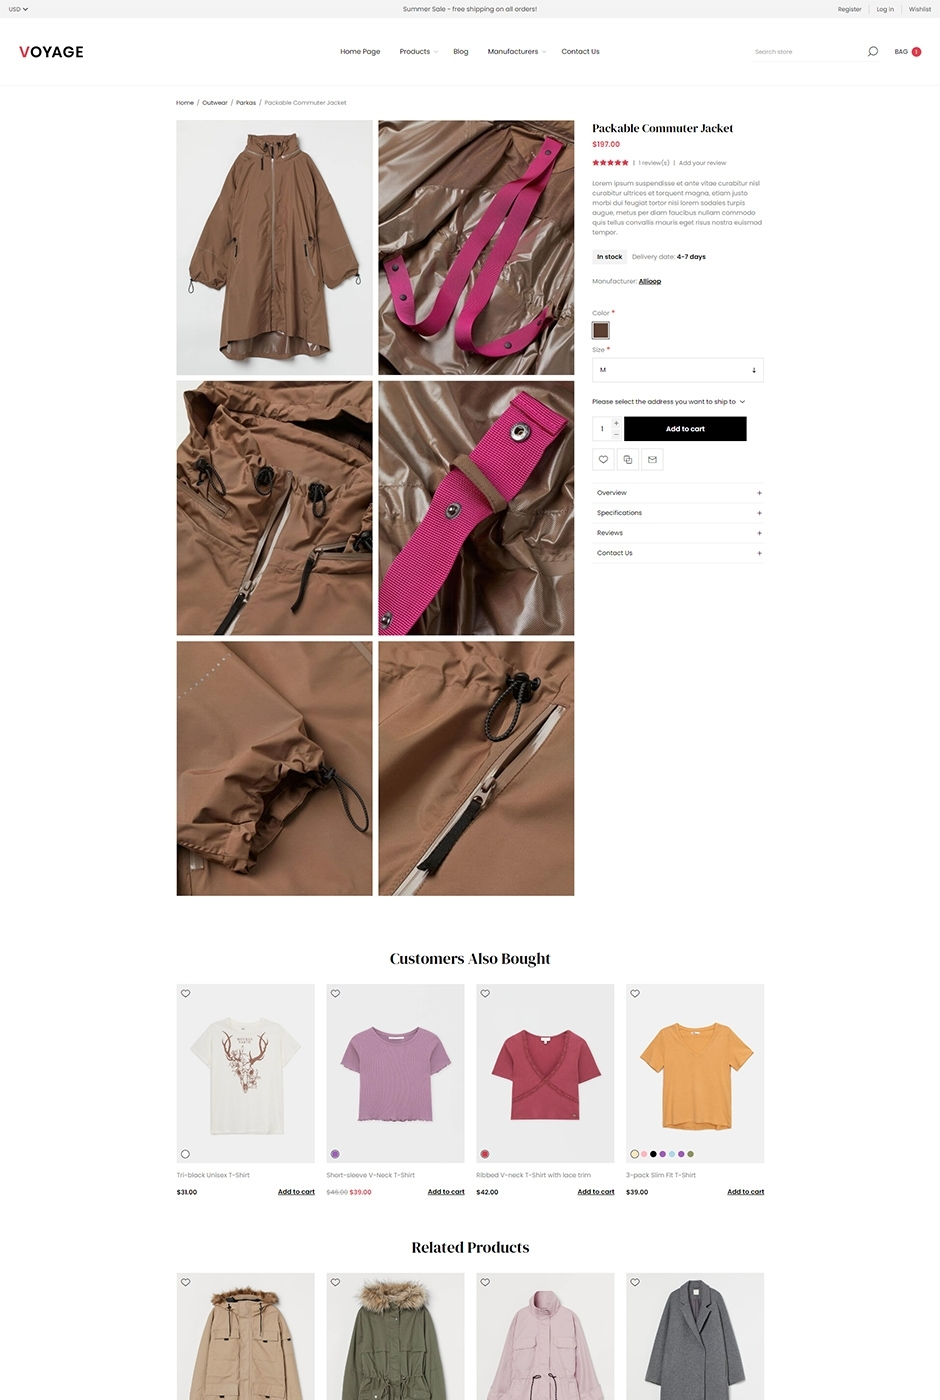 USD
Summer Sale - free shipping on all orders!
Register
Log in
Wishlist
VOYAGE
Home Page
Products
Blog
Manufacturers
Contact Us
Search store
BAG 1
Home / Outwear / Parkas / Packable Commuter Jacket
Packable Commuter Jacket
$197.00
| 1 review(s) | Add your review
Lorem ipsum suspendisse et ante vitae curabitur nisl
curabitur ultrices et torquent magna, etiam justo
morbi dui feugiat tortor nisi lorem sodales turpis
augue, metus per diam faucibus nullam commodo
quis tellus convallis mauris eget risus nostra euismod
tempor.
In stock
Delivery date: 4-7 days
Manufacturer: Allioop
Color *
Size *
M
Please select the address you want to ship to
1
+
−
Add to cart
Overview +
Specifications +
Reviews +
Contact Us +
Customers Also Bought
Tri-black Unisex T-Shirt
$31.00
Add to cart
Short-sleeve V-Neck T-Shirt
$46.00 $39.00
Add to cart
Ribbed V-neck T-Shirt with lace trim
$42.00
Add to cart
3-pack Slim Fit T-Shirt
$39.00
Add to cart
Related Products